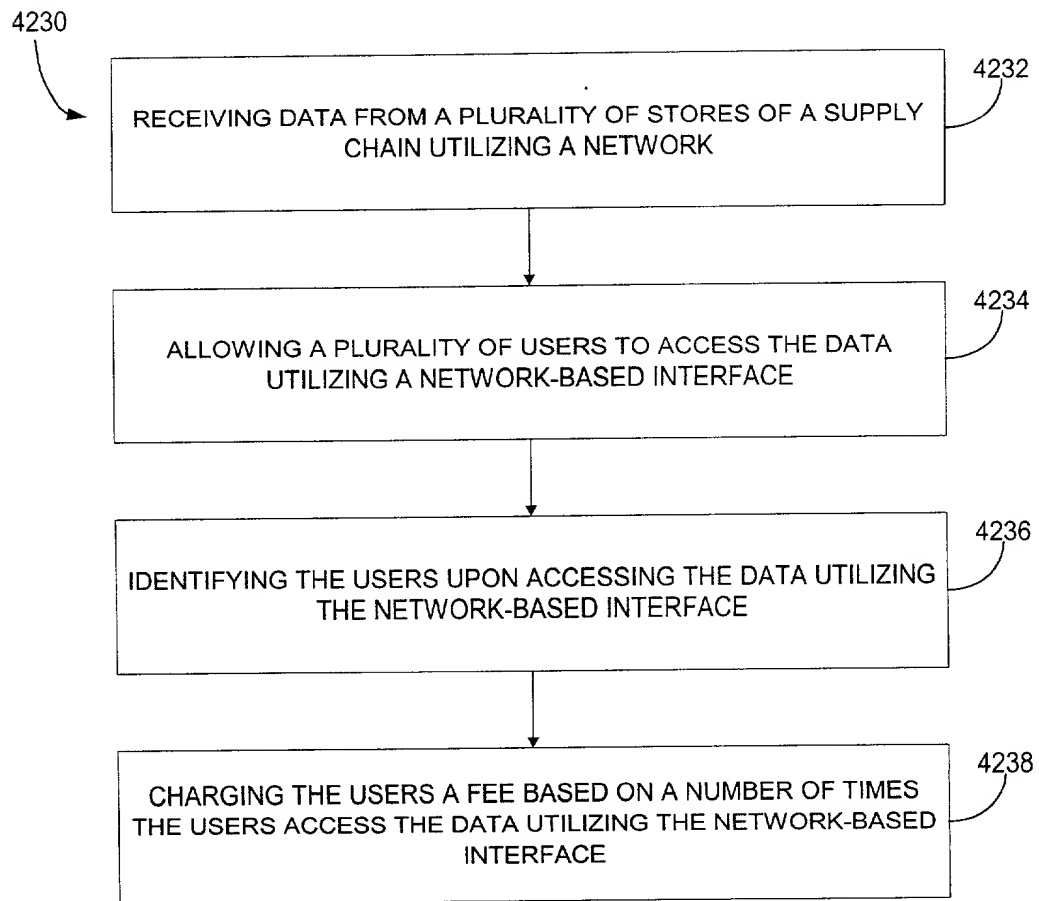 4230
4232
RECEIVING DATA FROM A PLURALITY OF STORES OF A SUPPLY
CHAIN UTILIZING A NETWORK
4234
ALLOWING A PLURALITY OF USERS TO ACCESS THE DATA
UTILIZING A NETWORK-BASED INTERFACE
4236
IDENTIFYING THE USERS UPON ACCESSING THE DATA UTILIZING
THE NETWORK-BASED INTERFACE
4238
CHARGING THE USERS A FEE BASED ON A NUMBER OF TIMES
THE USERS ACCESS THE DATA UTILIZING THE NETWORK-BASED
INTERFACE